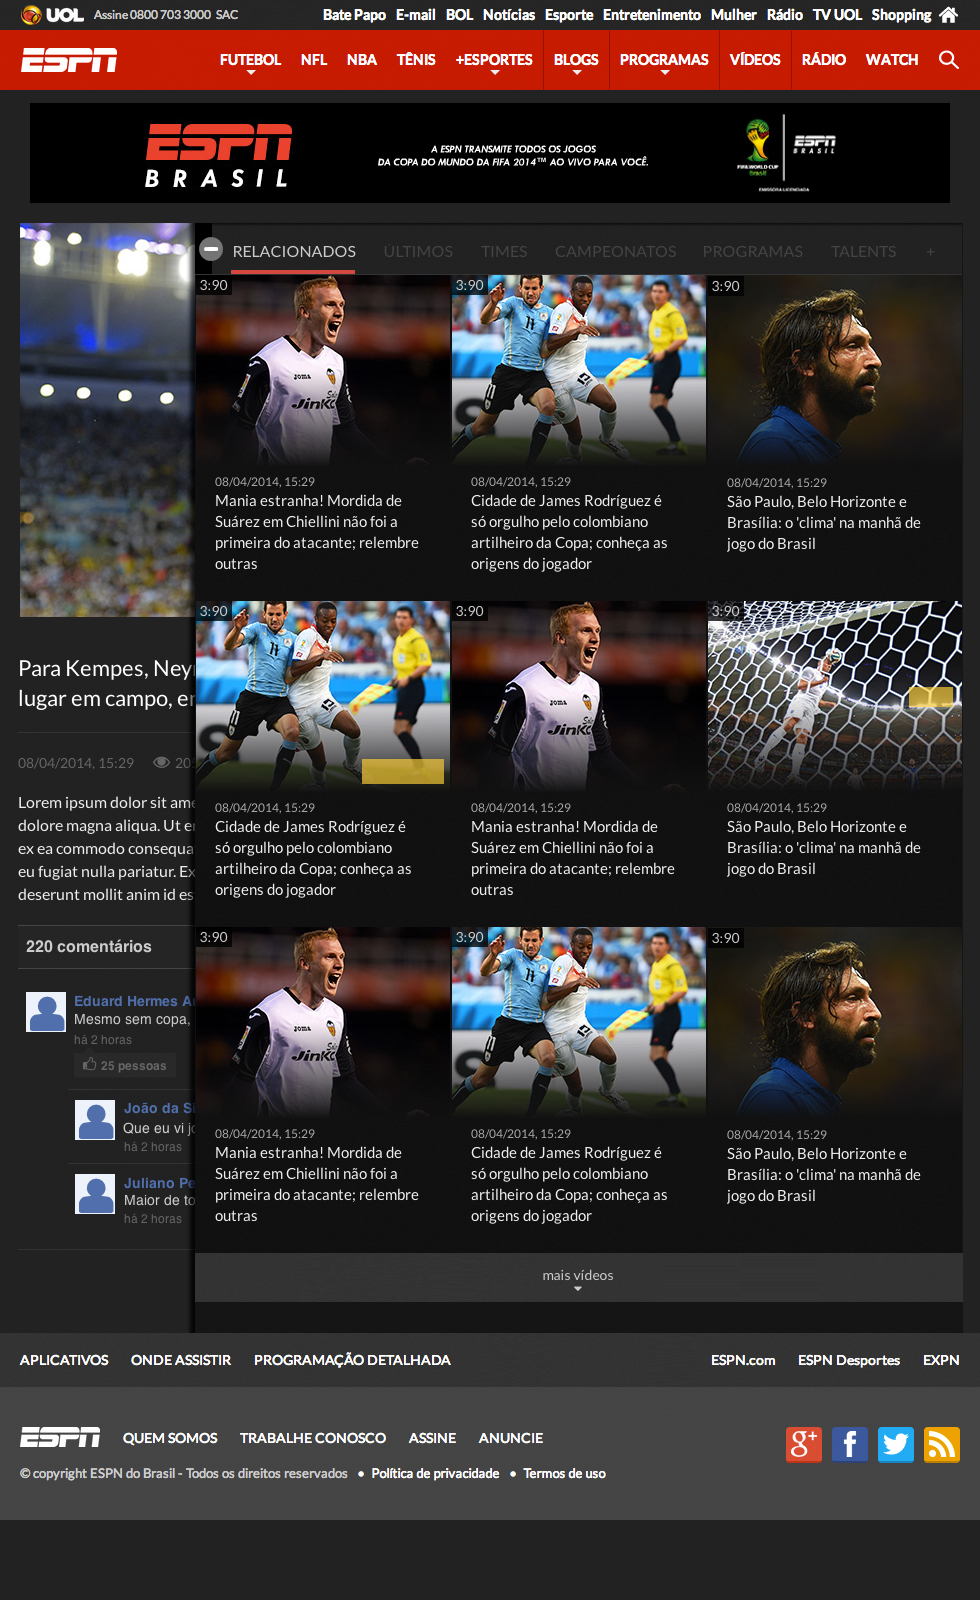 UOL Assine 0800 703 3000 SAC Bate Papo E-mail BOL Notícias Esporte Entretenimento Mulher Rádio TV UOL Shopping
ESPN FUTEBOL NFL NBA TÊNIS +ESPORTES BLOGS PROGRAMAS VÍDEOS RÁDIO WATCH
ESPN
BRASIL
A ESPN TRANSMITE TODOS OS JOGOS
DA COPA DO MUNDO DA FIFA 2014™ AO VIVO PARA VOCÊ.
FIFA WORLD CUP
Brasil
ESPN
BRASIL
EMISSORA LICENCIADA
RELACIONADOS ÚLTIMOS TIMES CAMPEONATOS PROGRAMAS TALENTS +
3:90 3:90 3:90
08/04/2014, 15:29
Mania estranha! Mordida de
Suárez em Chiellini não foi a
primeira do atacante; relembre
outras
08/04/2014, 15:29
Cidade de James Rodríguez é
só orgulho pelo colombiano
artilheiro da Copa; conheça as
origens do jogador
08/04/2014, 15:29
São Paulo, Belo Horizonte e
Brasília: o 'clima' na manhã de
jogo do Brasil
3:90 3:90 3:90
08/04/2014, 15:29
Cidade de James Rodríguez é
só orgulho pelo colombiano
artilheiro da Copa; conheça as
origens do jogador
08/04/2014, 15:29
Mania estranha! Mordida de
Suárez em Chiellini não foi a
primeira do atacante; relembre
outras
08/04/2014, 15:29
São Paulo, Belo Horizonte e
Brasília: o 'clima' na manhã de
jogo do Brasil
3:90 3:90 3:90
08/04/2014, 15:29
Mania estranha! Mordida de
Suárez em Chiellini não foi a
primeira do atacante; relembre
outras
08/04/2014, 15:29
Cidade de James Rodríguez é
só orgulho pelo colombiano
artilheiro da Copa; conheça as
origens do jogador
08/04/2014, 15:29
São Paulo, Belo Horizonte e
Brasília: o 'clima' na manhã de
jogo do Brasil
mais vídeos
Para Kempes, Ney
lugar em campo, e
08/04/2014, 15:29 20
Lorem ipsum dolor sit am
dolore magna aliqua. Ut e
ex ea commodo consequa
eu fugiat nulla pariatur. Ex
deserunt mollit anim id es
220 comentários
Eduard Hermes A
Mesmo sem copa,
há 2 horas
25 pessoas
João da S
Que eu vi j
há 2 horas
Juliano Pe
Maior de to
há 2 horas
APLICATIVOS ONDE ASSISTIR PROGRAMAÇÃO DETALHADA ESPN.com ESPN Desportes EXPN
ESPN QUEM SOMOS TRABALHE CONOSCO ASSINE ANUNCIE
© copyright ESPN do Brasil - Todos os direitos reservados • Política de privacidade • Termos de uso